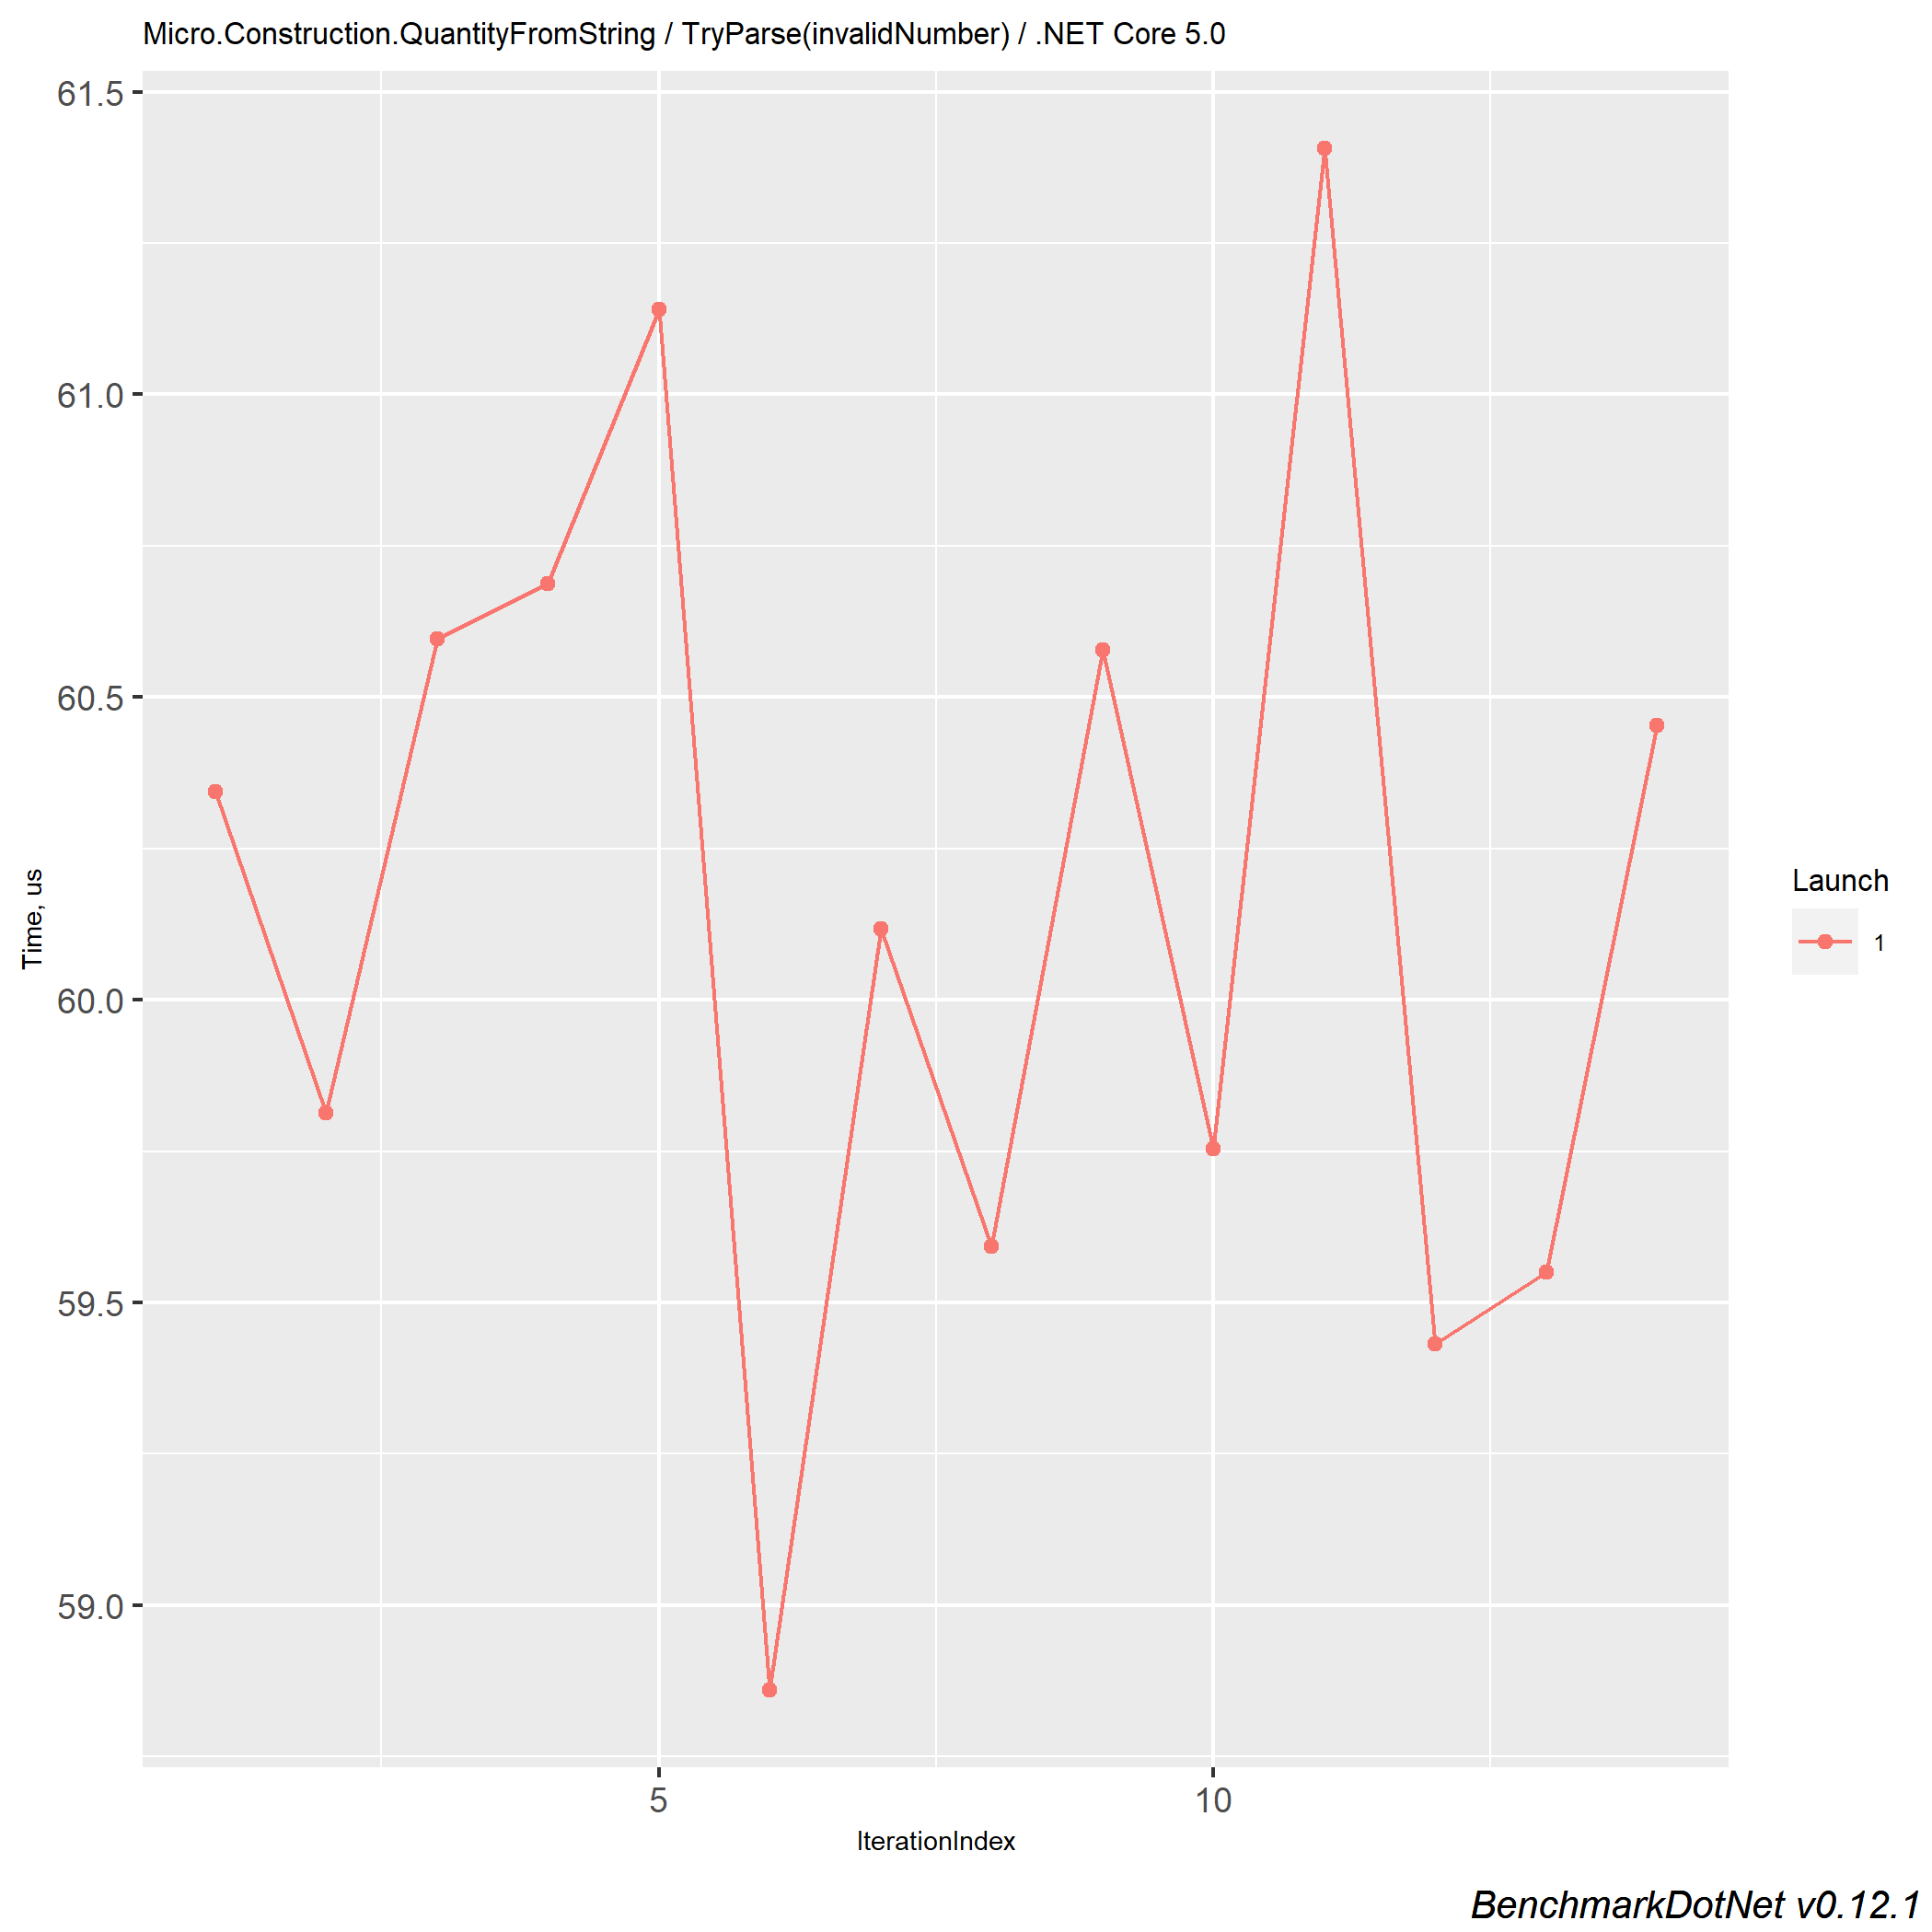 Micro.Construction.QuantityFromString / TryParse(invalidNumber) / .NET Core 5.0
61.5
61.0
60.5
60.0
59.5
59.0
Time, us
5
10
IterationIndex
Launch
1
BenchmarkDotNet v0.12.1